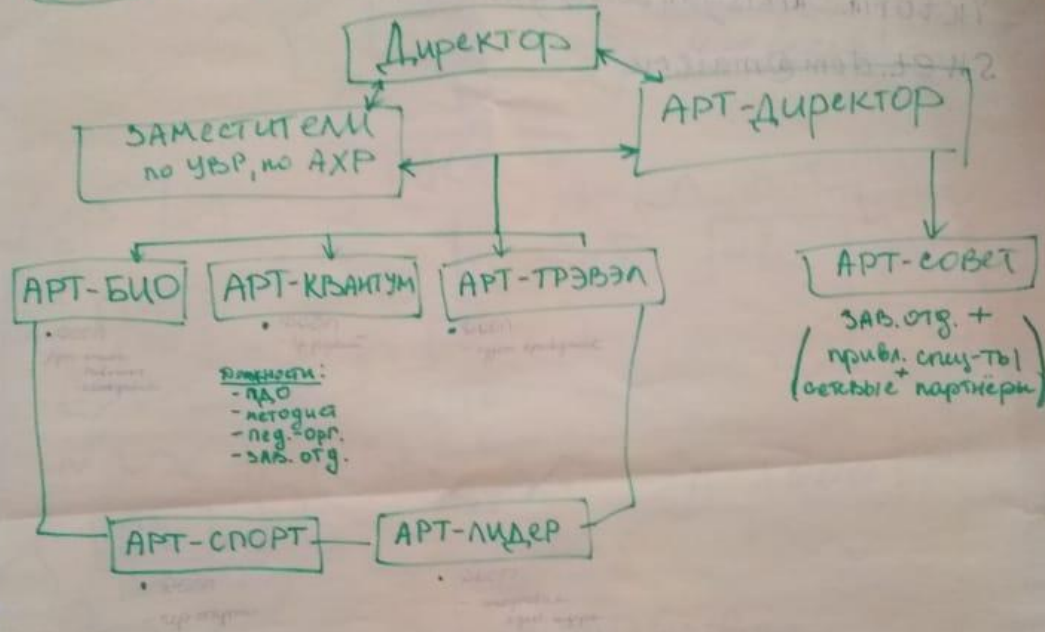 Директор
АРТ-ДИРЕКТОР
ЗАМЕСТИТЕЛИ
по УВР, по АХР
АРТ-БИО
АРТ-КВАНТУМ
АРТ-ТРЭВЭЛ
АРТ-СОВЕТ
ЗАВ. ОТД. +
привл. спец-ты
+
сетевые партнёры
Должности:
- ПДО
- методист
- пед.-орг.
- ЗАВ. ОТД.
АРТ-СПОРТ
АРТ-ЛИДЕР